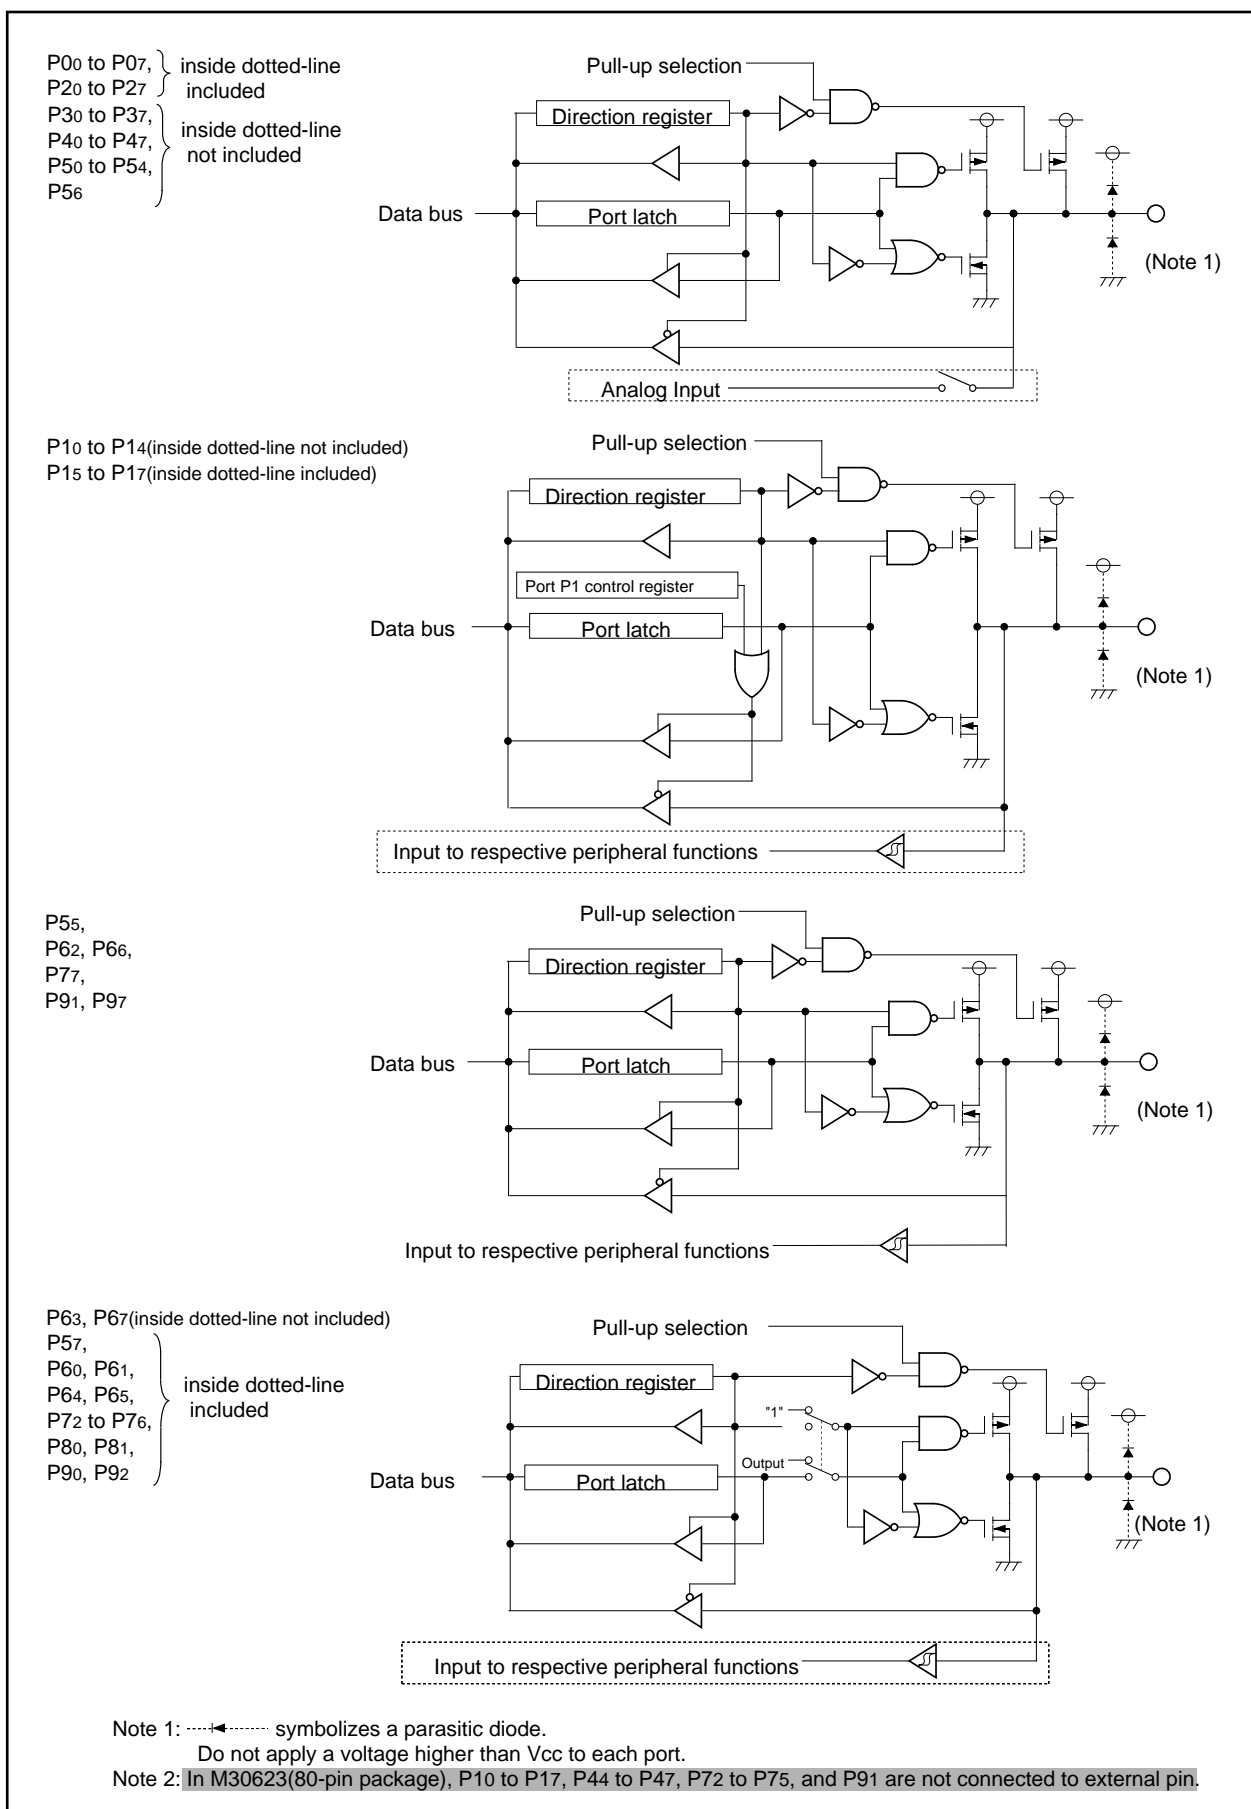 P00 to P07,
P20 to P27
inside dotted-line
included
P30 to P37,
P40 to P47,
P50 to P54,
P56
inside dotted-line
not included
Pull-up selection
Direction register
Data bus
Port latch
(Note 1)
Analog Input
P10 to P14(inside dotted-line not included)
P15 to P17(inside dotted-line included)
Pull-up selection
Direction register
Port P1 control register
Data bus
Port latch
(Note 1)
Input to respective peripheral functions
P55,
P62, P66,
P77,
P91, P97
Pull-up selection
Direction register
Data bus
Port latch
(Note 1)
Input to respective peripheral functions
P63, P67(inside dotted-line not included)
P57,
P60, P61,
P64, P65,
P72 to P76,
P80, P81,
P90, P92
inside dotted-line
included
Pull-up selection
Direction register
"1"
Output
Data bus
Port latch
(Note 1)
Input to respective peripheral functions
Note 1: symbolizes a parasitic diode.
Do not apply a voltage higher than Vcc to each port.
Note 2: In M30623(80-pin package), P10 to P17, P44 to P47, P72 to P75, and P91 are not connected to external pin.